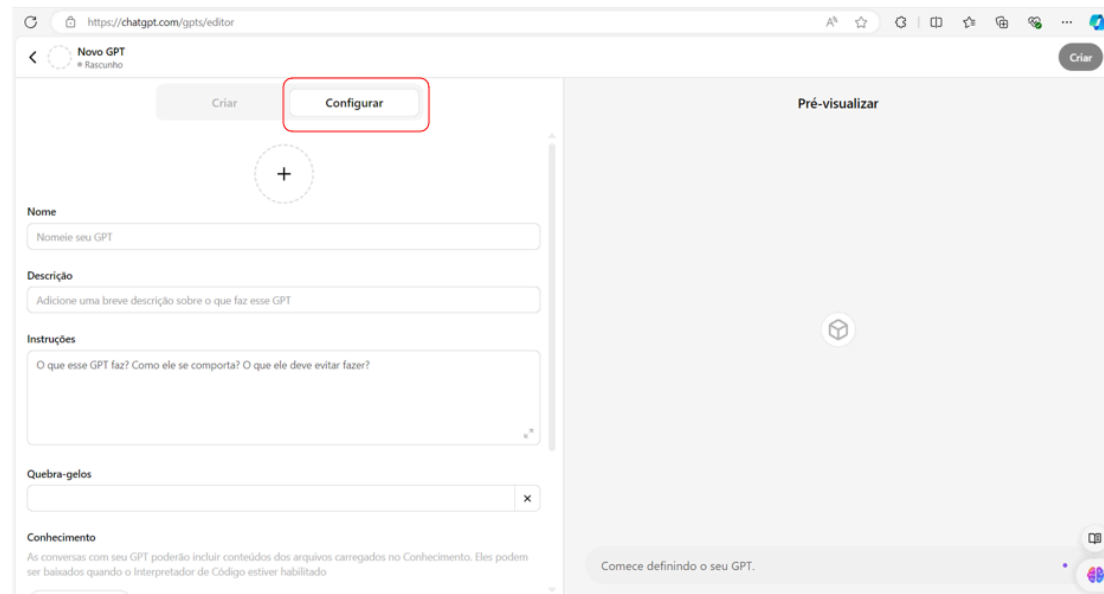 https://chatgpt.com/gpts/editor
Novo GPT
Rascunho
Criar
Criar
Configurar
Pré-visualizar
Nome
Nomeie seu GPT
Descrição
Adicione uma breve descrição sobre o que faz esse GPT
Instruções
O que esse GPT faz? Como ele se comporta? O que ele deve evitar fazer?
Quebra-gelos
Conhecimento
As conversas com seu GPT poderão incluir conteúdos dos arquivos carregados no Conhecimento. Eles podem
ser baixados quando o Interpretador de Código estiver habilitado
Comece definindo o seu GPT.